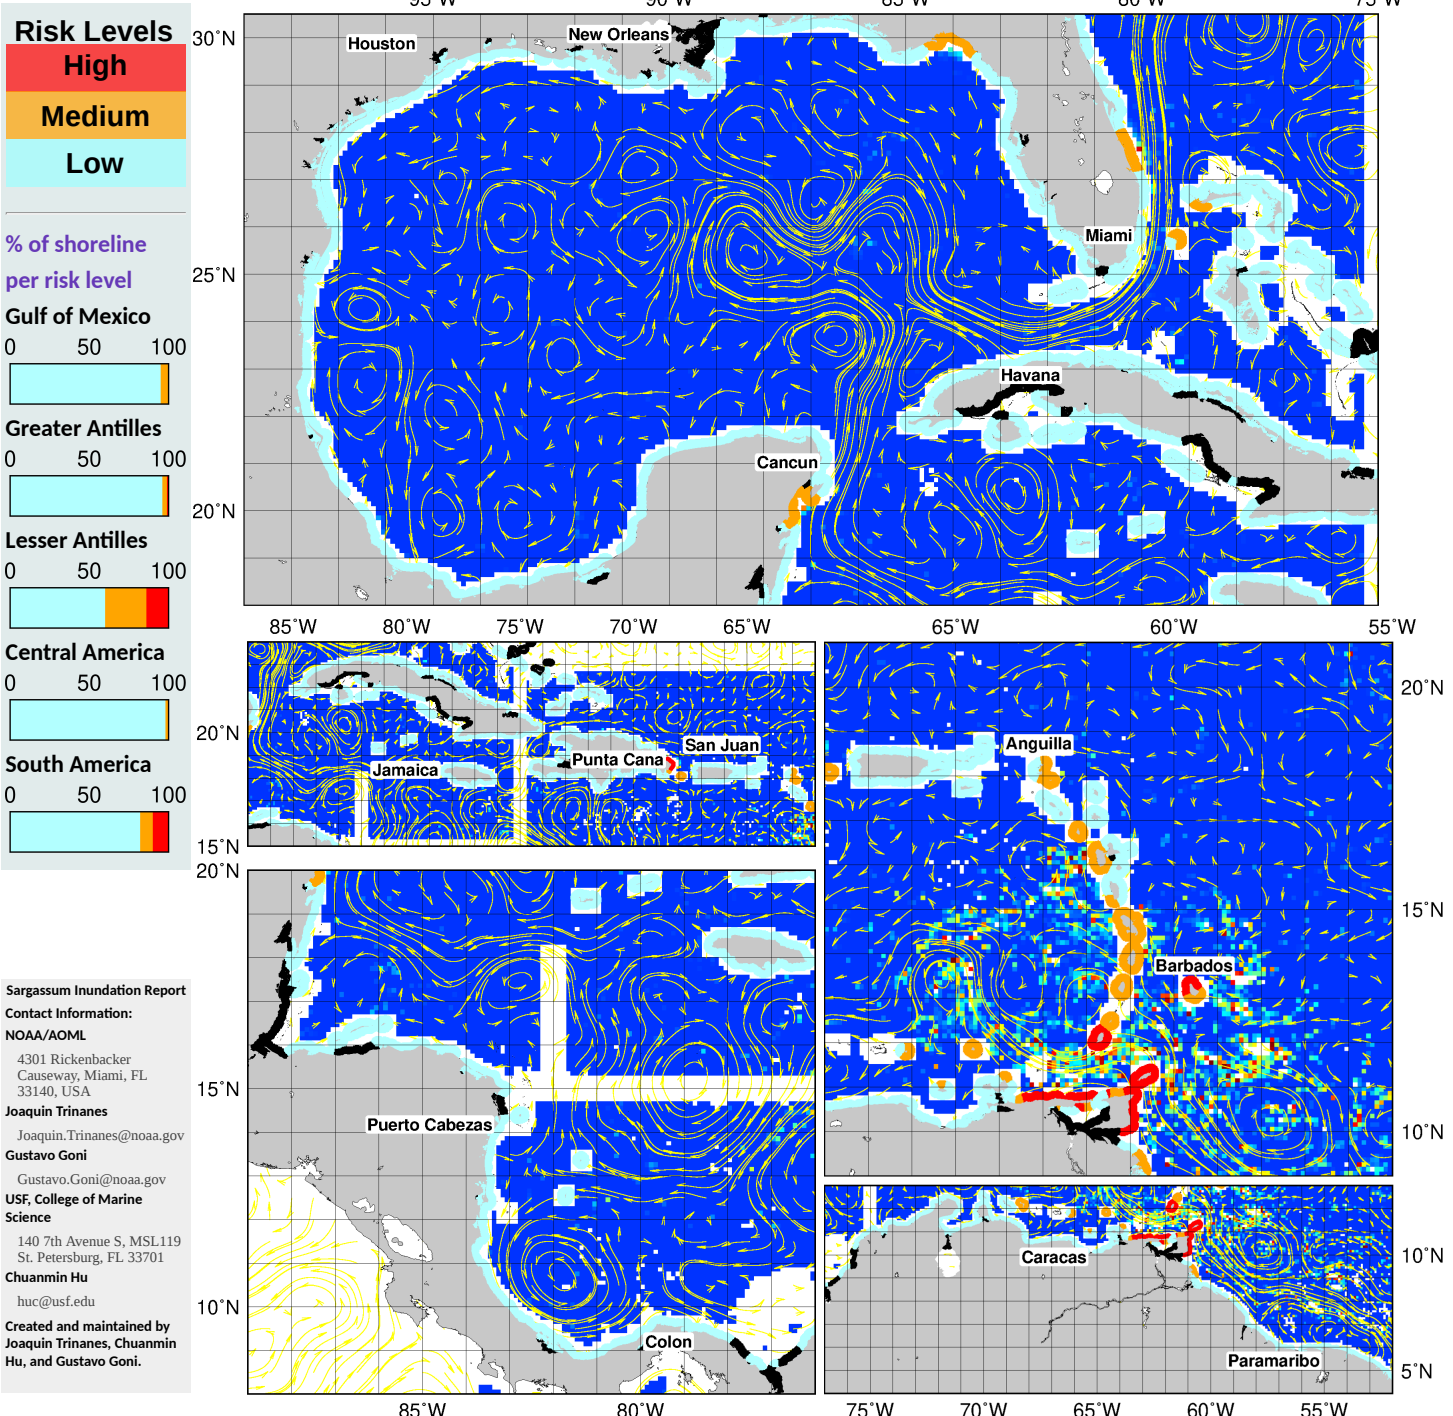 Risk Levels
High
Medium
Low
% of shoreline
per risk level
Gulf of Mexico
0 50 100
Greater Antilles
0 50 100
Lesser Antilles
0 50 100
Central America
0 50 100
South America
0 50 100
Sargassum Inundation Report
Contact Information:
NOAA/AOML
4301 Rickenbacker
Causeway, Miami, FL
33140, USA
Joaquin Trinanes
Joaquin.Trinanes@noaa.gov
Gustavo Goni
Gustavo.Goni@noaa.gov
USF, College of Marine
Science
140 7th Avenue S, MSL119
St. Petersburg, FL 33701
Chuanmin Hu
huc@usf.edu
Created and maintained by
Joaquin Trinanes, Chuanmin
Hu, and Gustavo Goni.
95°W 90°W 85°W 80°W 75°W
30°N
25°N
20°N
Houston
New Orleans
Miami
Havana
Cancun
85°W 80°W 75°W 70°W 65°W
20°N
15°N
Jamaica
Punta Cana
San Juan
65°W 60°W 55°W
20°N
15°N
10°N
Anguilla
Barbados
20°N
15°N
10°N
Puerto Cabezas
Colon
85°W 80°W
Caracas
Paramaribo
10°N
5°N
75°W 70°W 65°W 60°W 55°W